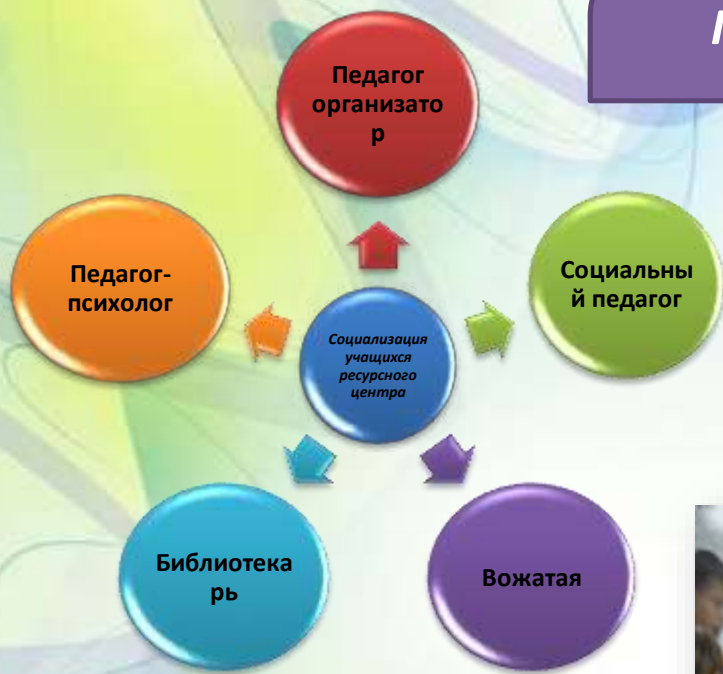 Педагог
организато
р
Педагог-
психолог
Социальны
й педагог
Социализация
учащихся
ресурсного
центра
Библиотека
рь
Вожатая